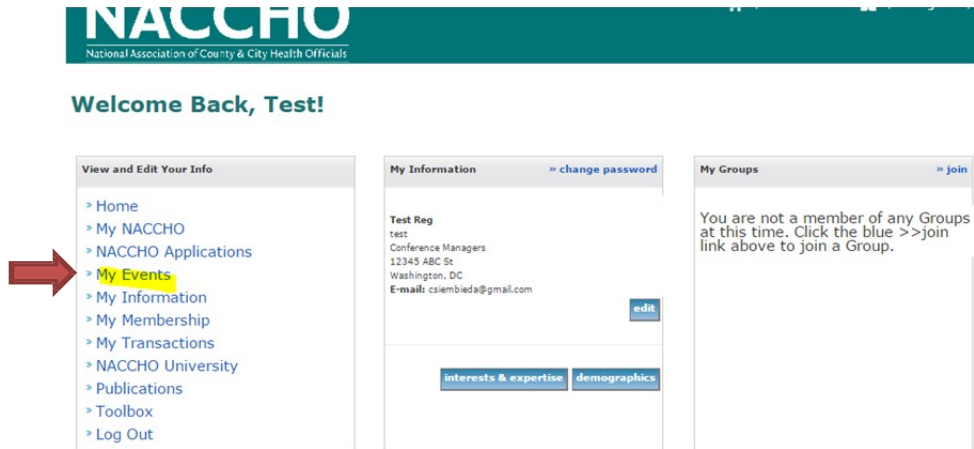 NACCHO
National Association of County & City Health Officials
Welcome Back, Test!
View and Edit Your Info
» Home
» My NACCHO
» NACCHO Applications
» My Events
» My Information
» My Membership
» My Transactions
» NACCHO University
» Publications
» Toolbox
» Log Out
My Information » change password
Test Reg
test
Conference Managers
12345 ABC St
Washington, DC
E-mail: csiembieda@gmail.com
edit
interests & expertise demographics
My Groups » join
You are not a member of any Groups
at this time. Click the blue >>join
link above to join a Group.